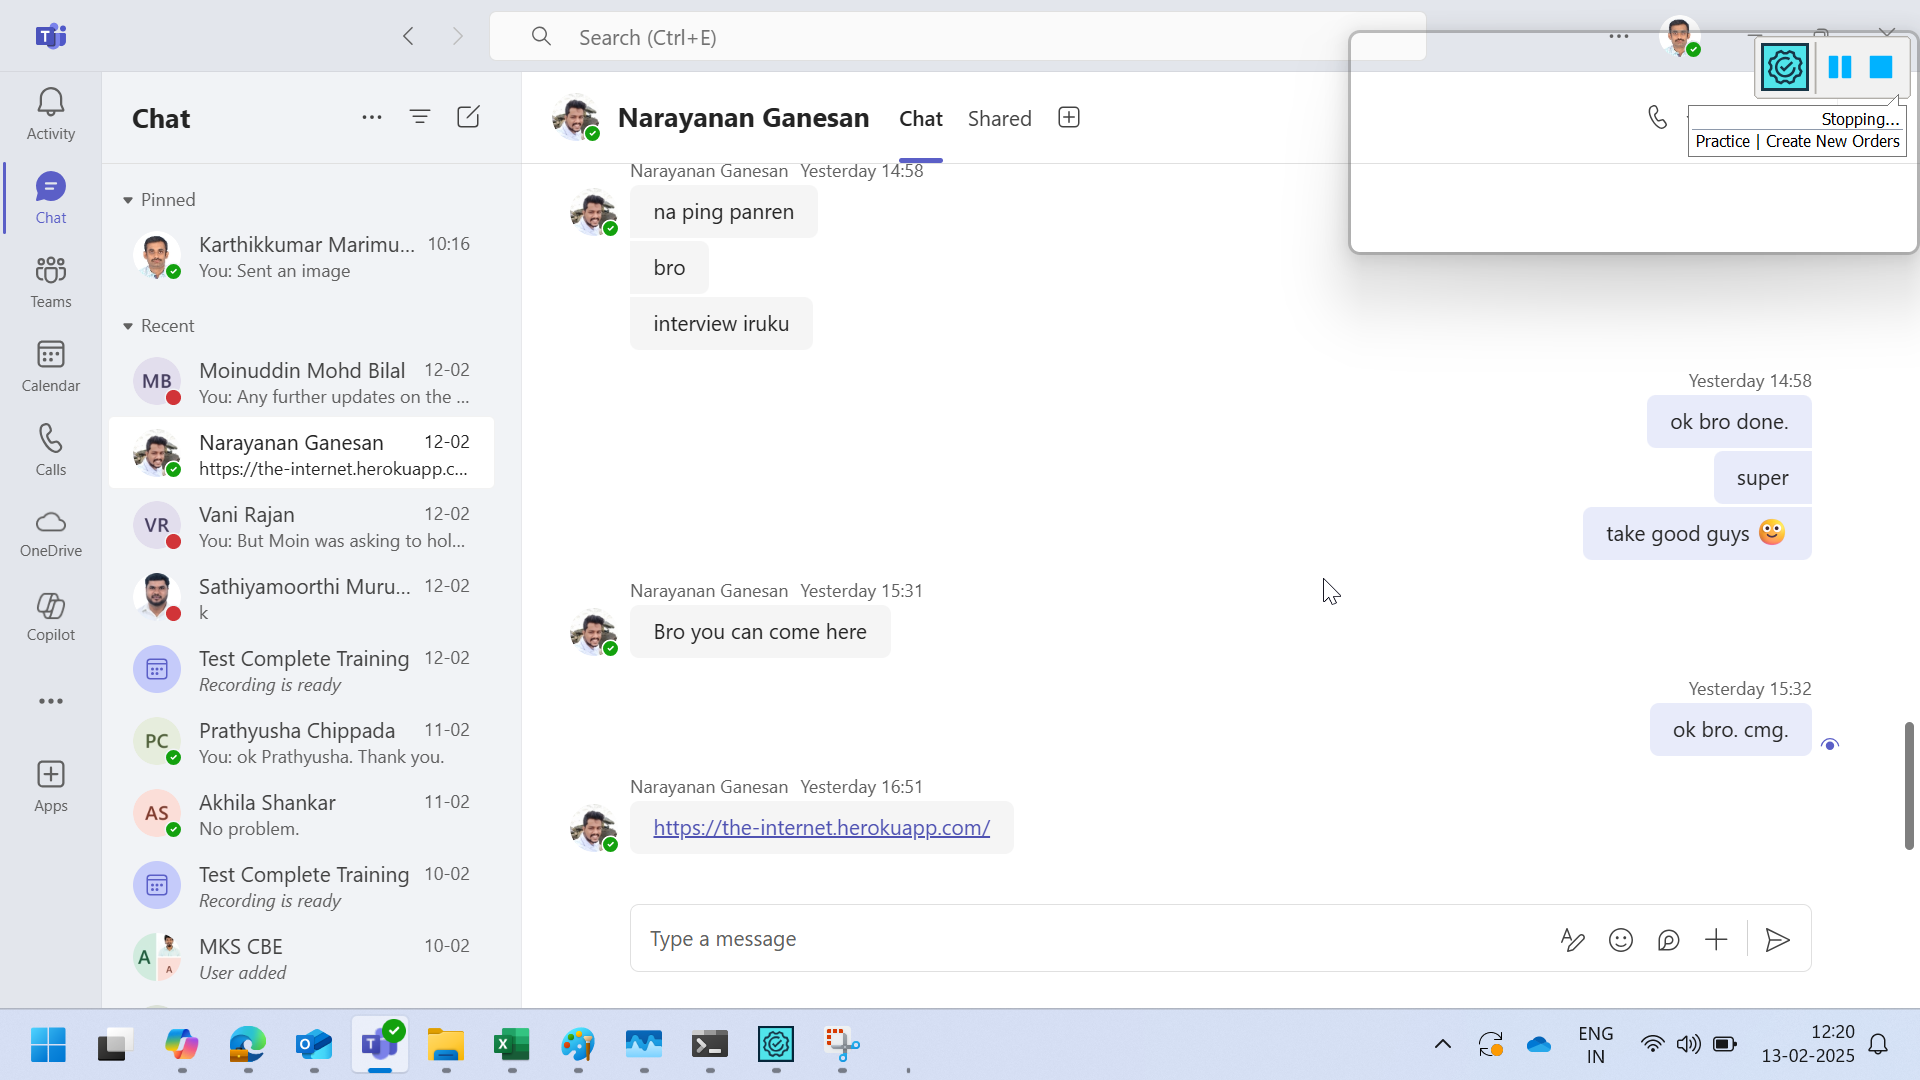 Search (Ctrl+E)
Stopping...
Practice | Create New Orders
Activity
Chat
Teams
Calendar
Calls
OneDrive
Copilot
Apps
Chat
Pinned
Karthikkumar Marimu... 10:16
You: Sent an image
Recent
MB
Moinuddin Mohd Bilal 12-02
You: Any further updates on the ...
Narayanan Ganesan 12-02
https://the-internet.herokuapp.c...
VR
Vani Rajan 12-02
You: But Moin was asking to hol...
Sathiyamoorthi Muru... 12-02
k
Test Complete Training 12-02
Recording is ready
PC
Prathyusha Chippada 11-02
You: ok Prathyusha. Thank you.
AS
Akhila Shankar 11-02
No problem.
Test Complete Training 10-02
Recording is ready
A
A
MKS CBE 10-02
User added
Narayanan Ganesan Chat Shared
Narayanan Ganesan Yesterday 14:58
na ping panren
bro
interview iruku
Yesterday 14:58
ok bro done.
super
take good guys
Narayanan Ganesan Yesterday 15:31
Bro you can come here
Yesterday 15:32
ok bro. cmg.
Narayanan Ganesan Yesterday 16:51
https://the-internet.herokuapp.com/
Type a message
ENG
IN
12:20
13-02-2025